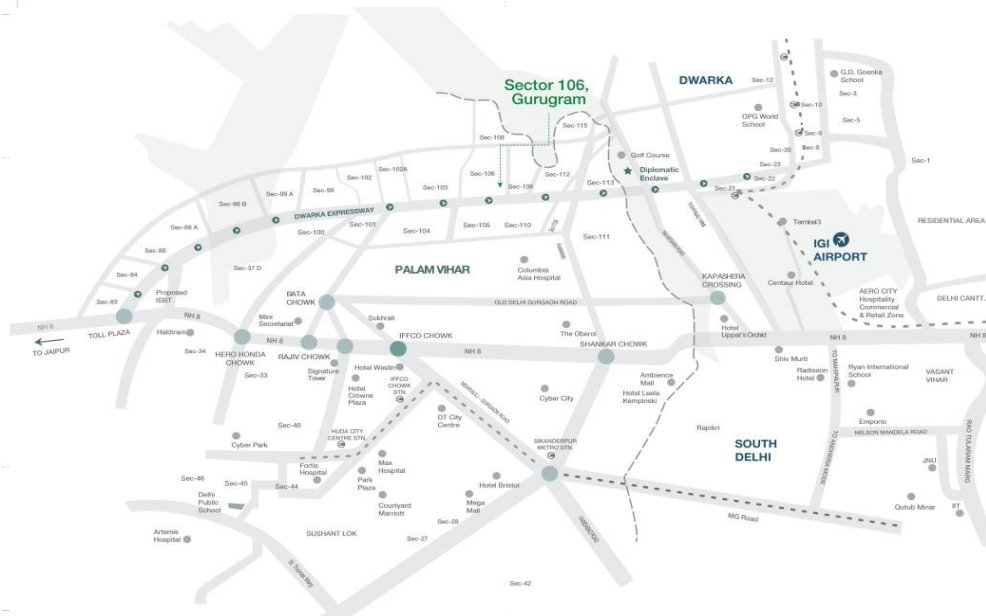 Sector 106,
Gurugram
DWARKA
Sec-12
G.D. Goenka
School
Sec-3
Sec-10
OPG World
School
Sec-5
Sec-9
Sec-115
Sec-108
Sec-20
Sec-8
Golf Course
Sec-1
Sec-23
Diplomatic
Enclave
Sec-22
Sec-21
Sec-102A
Sec-102
Sec-106
Sec-112
Sec-113
Sec-109
Sec-103
Sec-99
Sec-99 A
Sec-88 B
DWARKA EXPRESSWAY
Sec-88 A
Sec-100
Sec-101
Sec-104
Sec-105
Sec-110
Sec-111
Terminal3
RESIDENTIAL AREA
IGI
AIRPORT
Sec-88
Sec-84
Sec-37 D
PALAM VIHAR
Columbia
Asia Hospital
KAPASHERA
CROSSING
Centaur Hotel
AERO CITY
Hospitality
Commercial
& Retail Zone
DELHI CANTT.
Sec-83
Proposed
ISBT
BATA
CHOWK
OLD DELHI GURGAON ROAD
NH 8
TOLL PLAZA
TO JAIPUR
NH 8
Haldiram
Mini
Secretariat
Sukhrali
IFFCO CHOWK
The Oberoi
Hotel
Uppal's Orchid
NH 8
NH 8
HERO HONDA
CHOWK
NH 8
RAJIV CHOWK
NH 8
SHANKAR CHOWK
Sec-34
Sec-33
Signature
Tower
Hotel Westin
Hotel
Crowne
Plaza
IFFCO
CHOWK
STN.
Shiv Murti
Radisson
Hotel
Ryan International
School
VASANT
VIHAR
Ambience
Mall
Hotel Leela
Kempinski
Cyber City
DT City
Centre
Sec-40
HUDA CITY
CENTRE STN.
Cyber Park
SIKANDERPUR
METRO STN.
Rajokri
SOUTH
DELHI
Emporio
NELSON MANDELA ROAD
RAO TULARAM MARG
JNU
Qutub Minar
IIT
MG Road
Fortis
Hospital
Max
Hospital
Park
Plaza
Hotel Bristol
Sec-46
Sec-45
Sec-44
Delhi
Public
School
Courtyard
Marriott
Mega
Mall
Sec-28
Sec-27
Artemis
Hospital
SUSHANT LOK
Sec-42